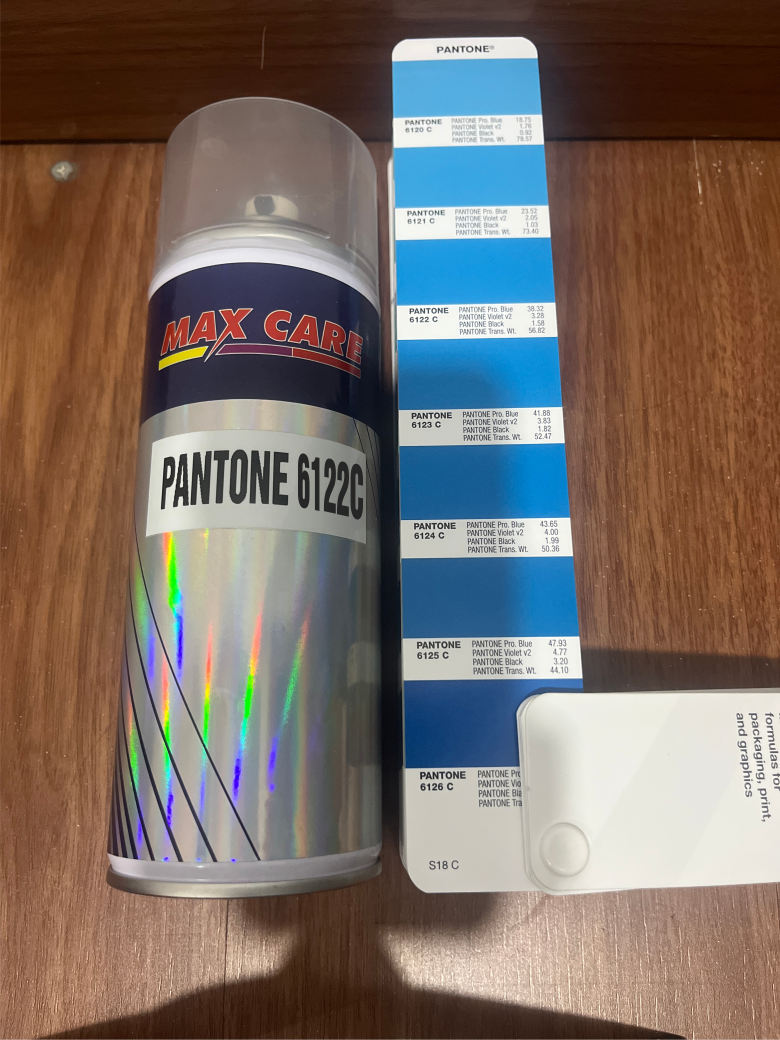 MAX CARE
PANTONE 6122C
PANTONE®
PANTONE
6120 C
PANTONE Pro. Blue 18.75
PANTONE Violet v2 1.76
PANTONE Black 0.92
PANTONE Trans. Wt. 78.57
PANTONE
6121 C
PANTONE Pro. Blue 23.52
PANTONE Violet v2 2.05
PANTONE Black 1.03
PANTONE Trans. Wt. 73.40
PANTONE
6122 C
PANTONE Pro. Blue 38.32
PANTONE Violet v2 3.28
PANTONE Black 1.58
PANTONE Trans. Wt. 56.82
PANTONE
6123 C
PANTONE Pro. Blue 41.88
PANTONE Violet v2 3.83
PANTONE Black 1.82
PANTONE Trans. Wt. 52.47
PANTONE
6124 C
PANTONE Pro. Blue 43.65
PANTONE Violet v2 4.00
PANTONE Black 1.99
PANTONE Trans. Wt. 50.36
PANTONE
6125 C
PANTONE Pro. Blue 47.93
PANTONE Violet v2 4.77
PANTONE Black 3.20
PANTONE Trans. Wt. 44.10
PANTONE
6126 C
PANTONE
PANTONE
PANTONE
PANTONE
S18 C
formulas for
packaging, print,
and graphics